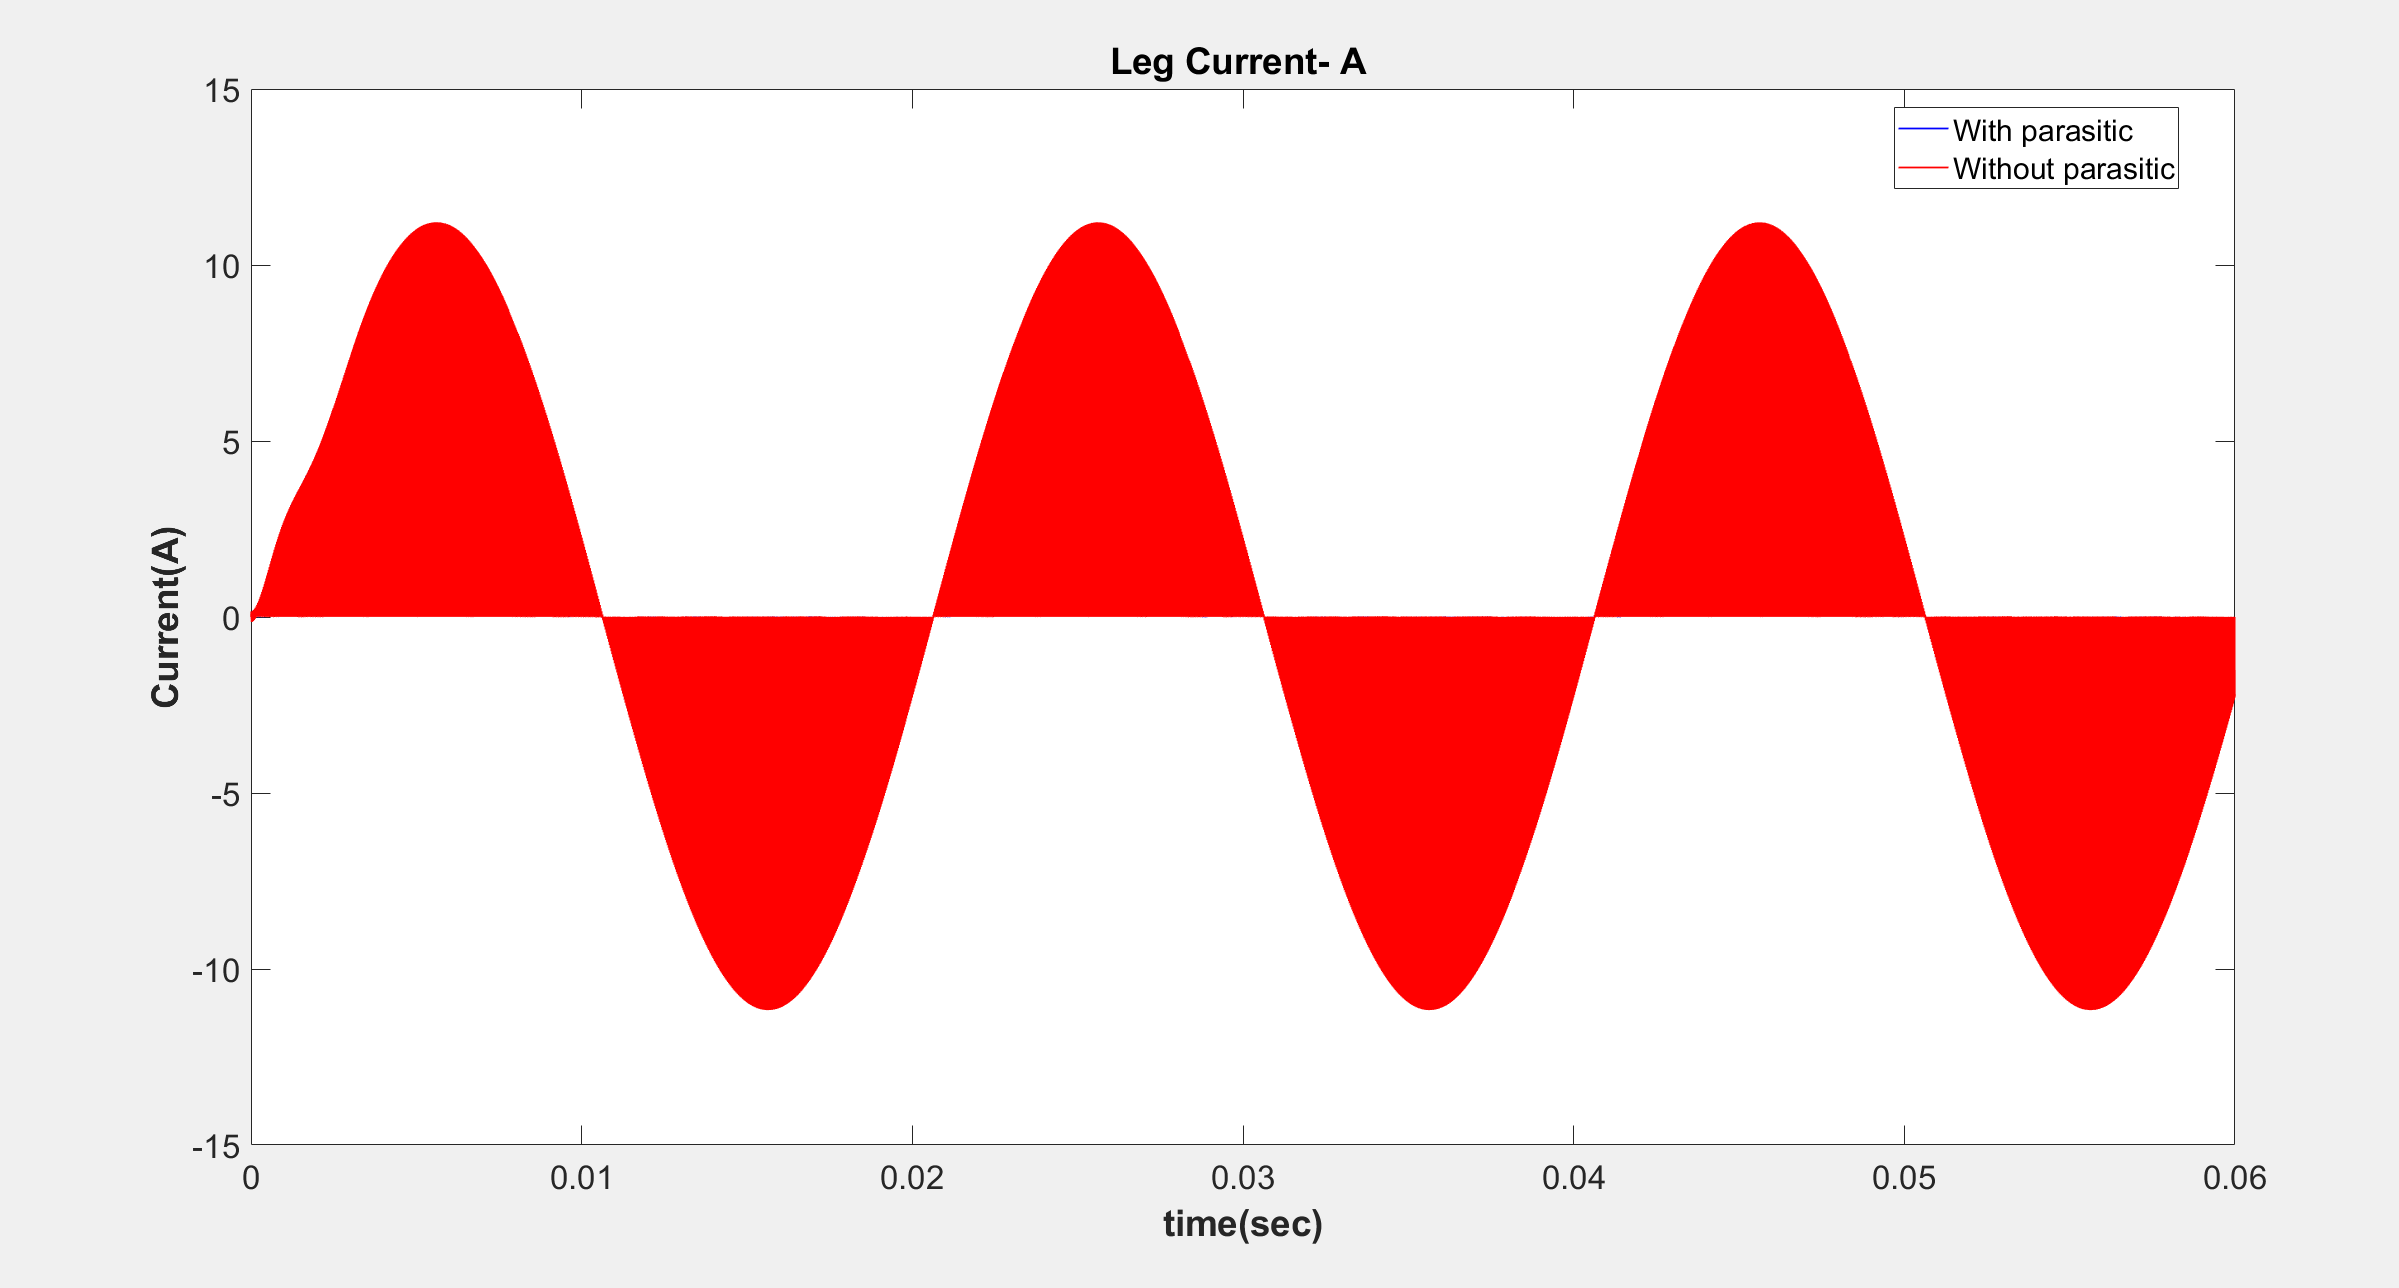 Leg Current- A
With parasitic
Without parasitic
15
10
5
0
-5
-10
-15
Current(A)
0 0.01 0.02 0.03 0.04 0.05 0.06
time(sec)